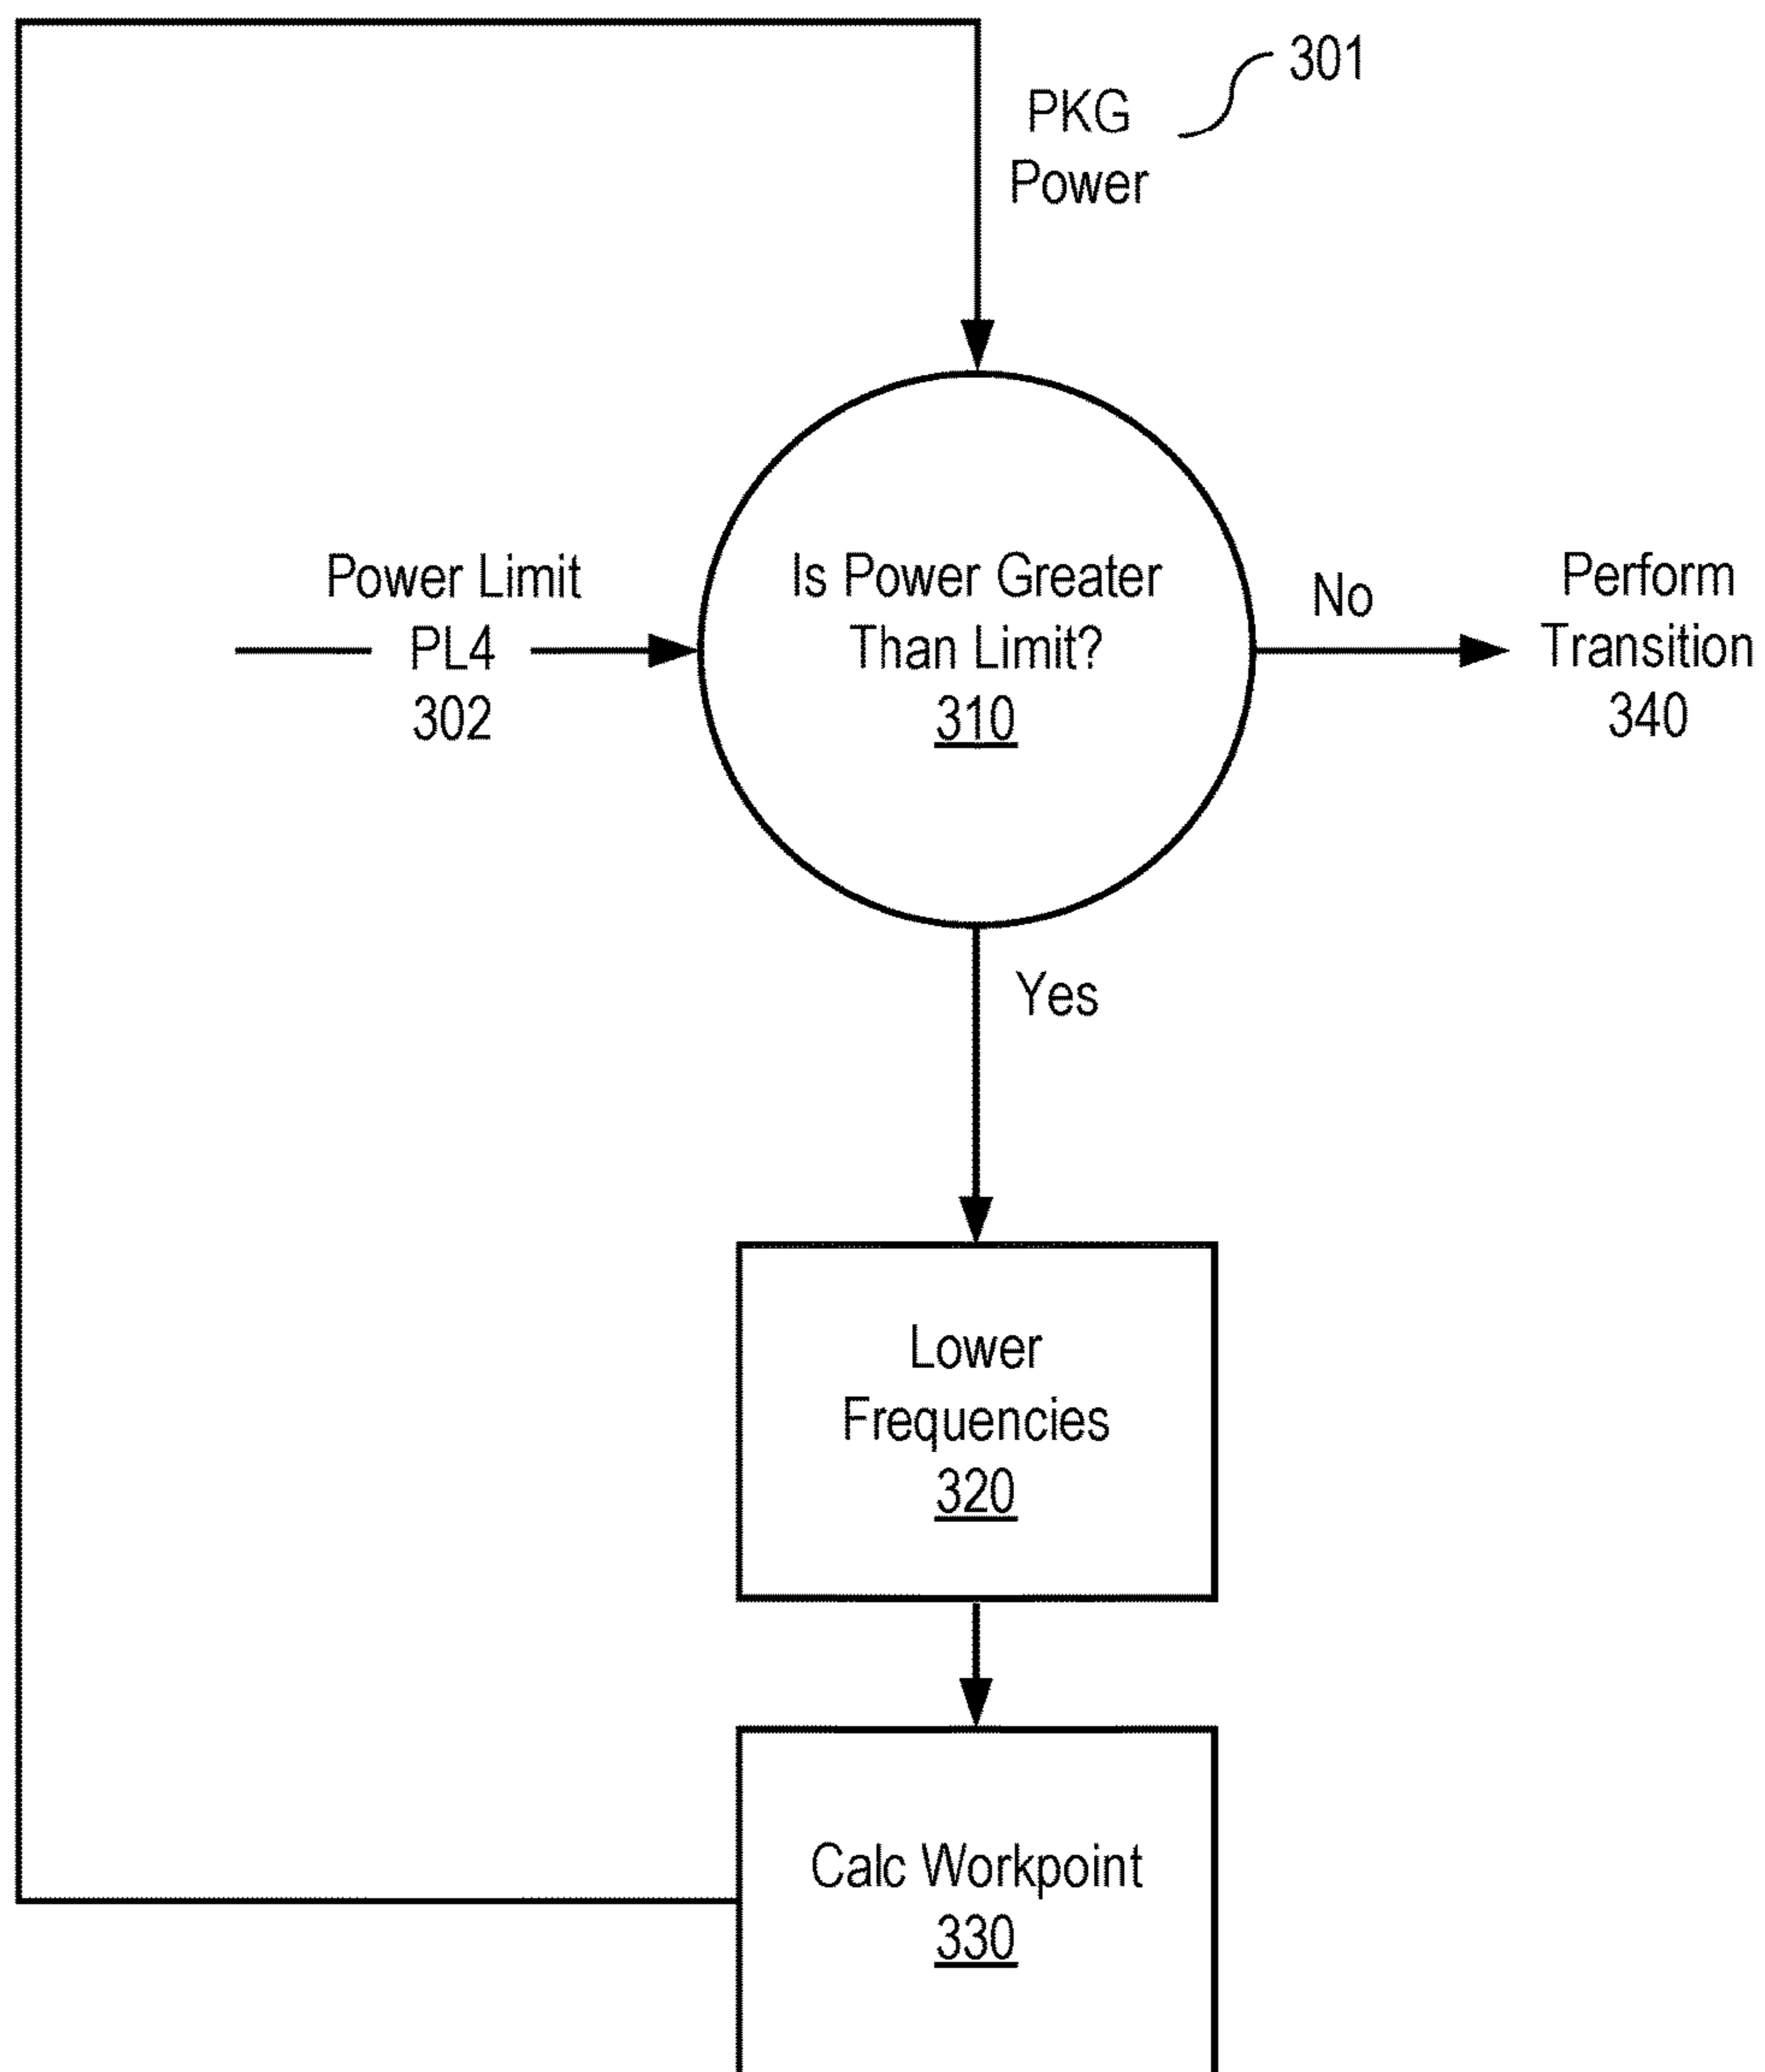 301
PKG
Power
Power Limit
PL4
302
Is Power Greater
Than Limit?
310
No
Perform
Transition
340
Yes
Lower
Frequencies
320
Calc Workpoint
330